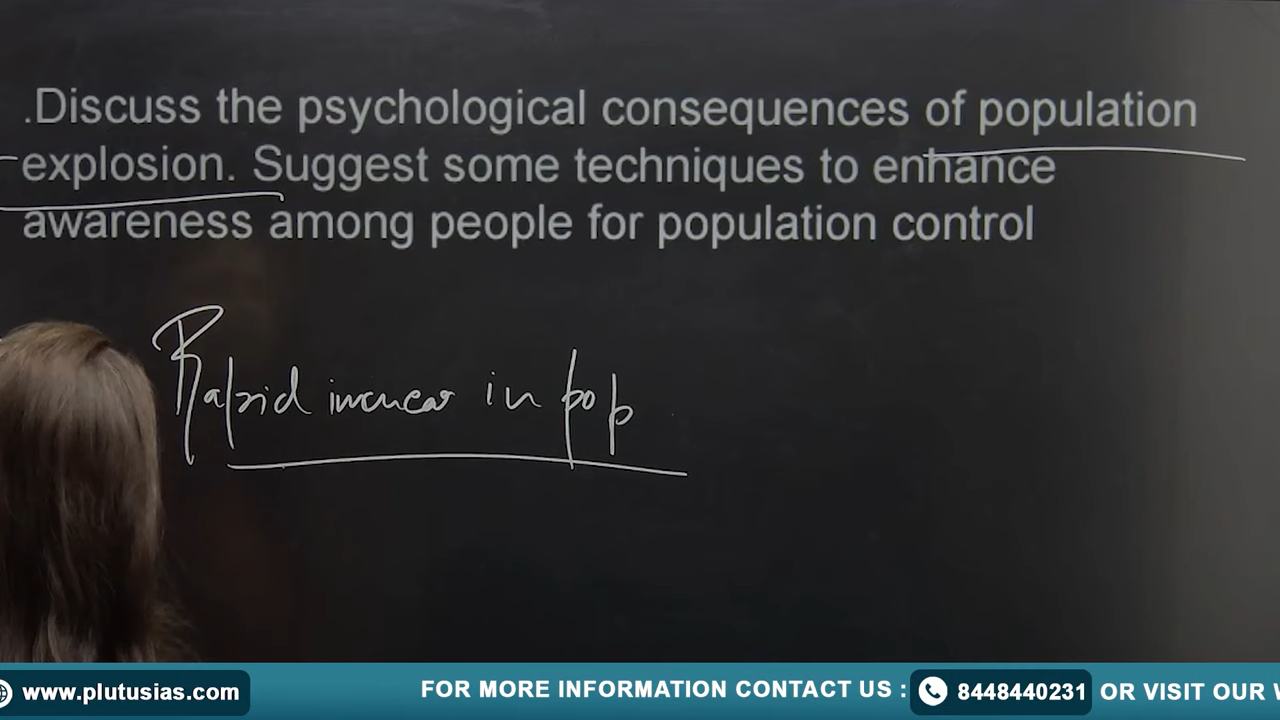 .Discuss the psychological consequences of population
explosion. Suggest some techniques to enhance
awareness among people for population control
Rapid increas in pop
www.plutusias.com
FOR MORE INFORMATION CONTACT US :
8448440231
OR VISIT OUR W